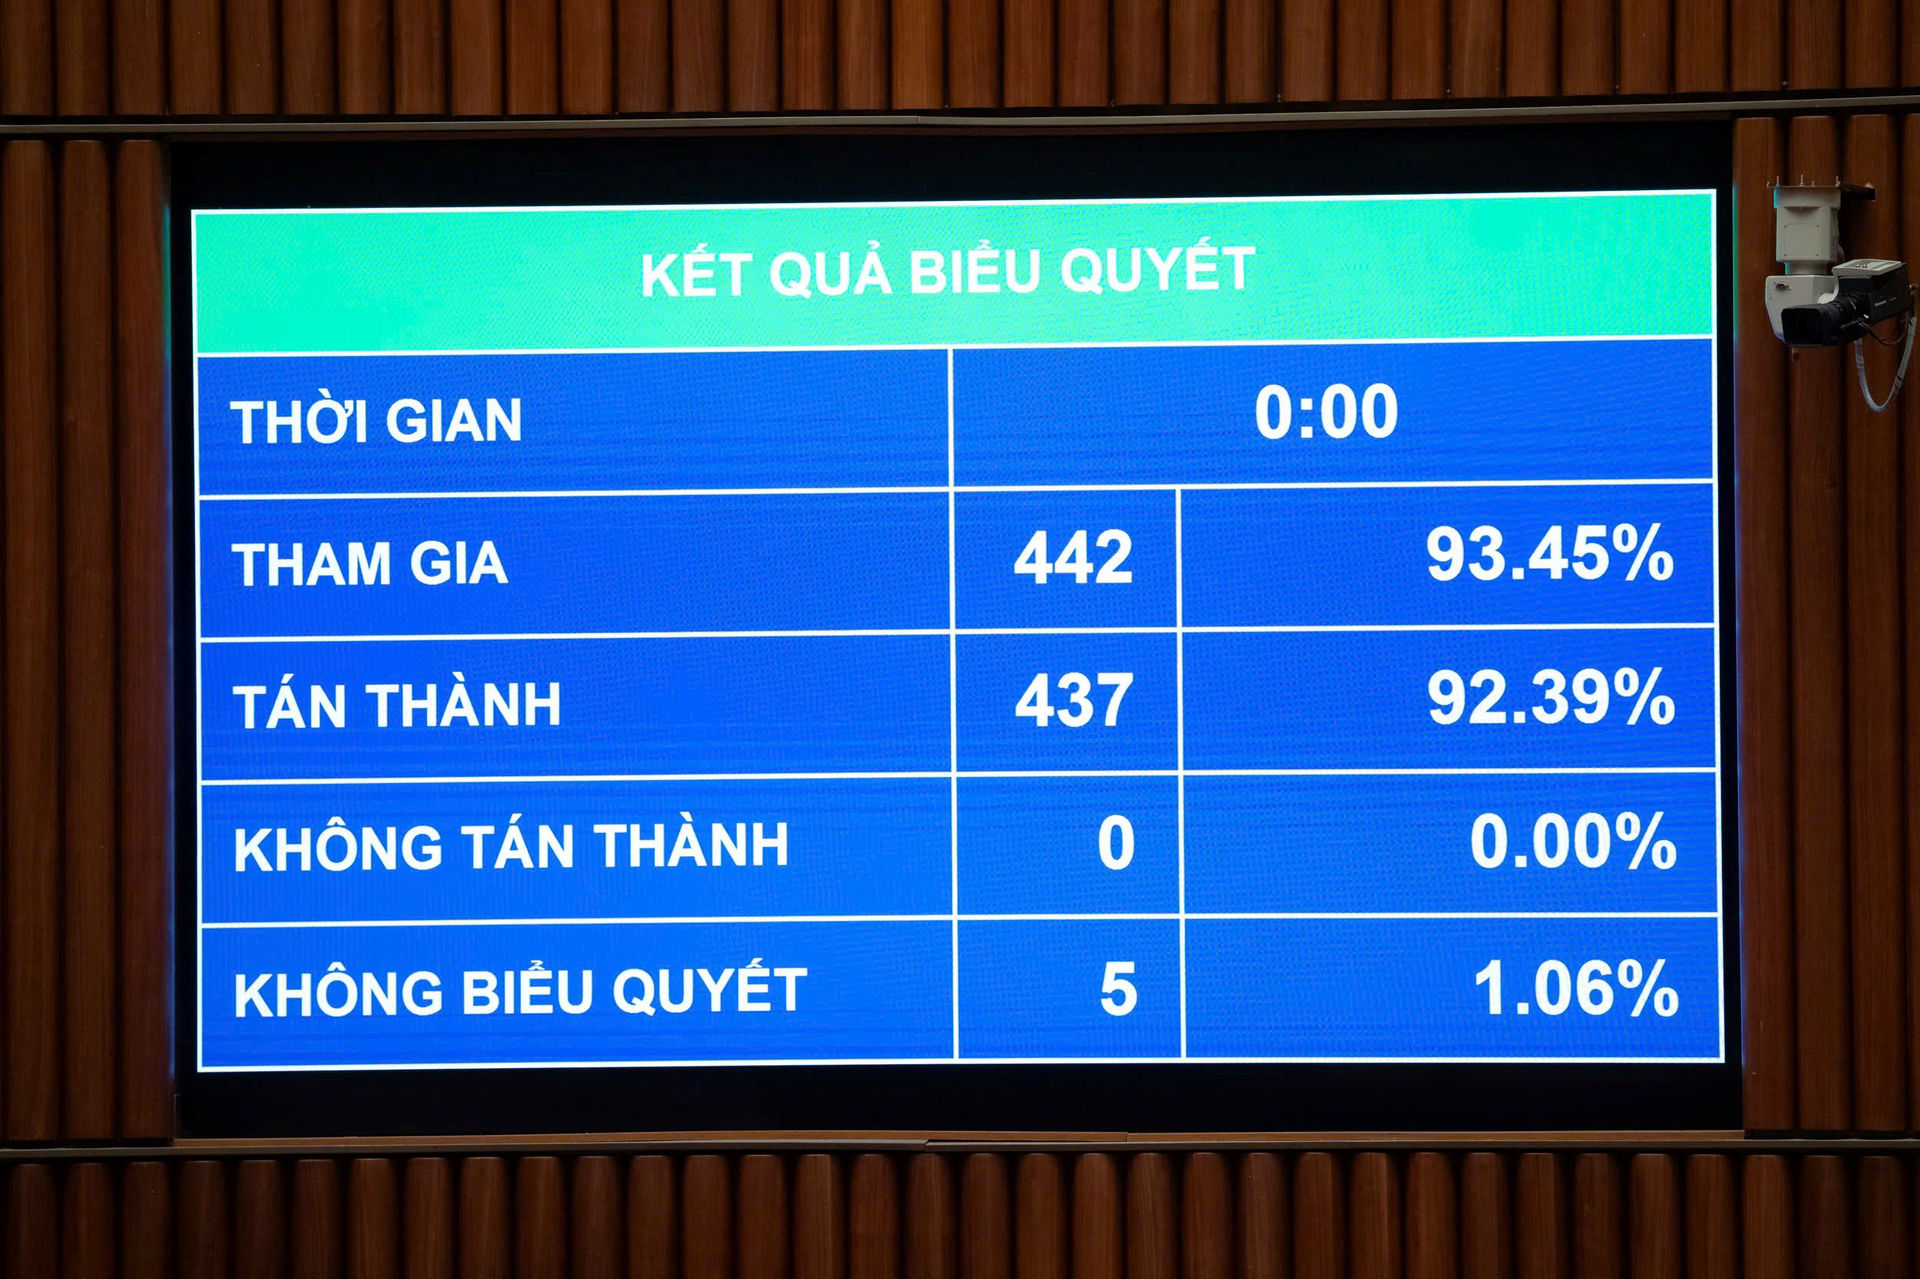 KẾT QUẢ BIỂU QUYẾT
THỜI GIAN 0:00
THAM GIA 442 93.45%
TÁN THÀNH 437 92.39%
KHÔNG TÁN THÀNH 0 0.00%
KHÔNG BIỂU QUYẾT 5 1.06%